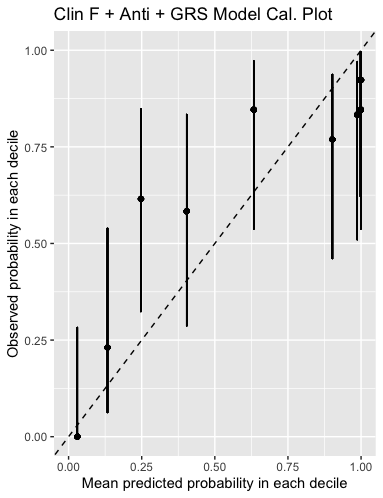 Clin F + Anti + GRS Model Cal. Plot
1.00
0.75
0.50
0.25
0.00
Observed probability in each decile
0.00 0.25 0.50 0.75 1.00
Mean predicted probability in each decile